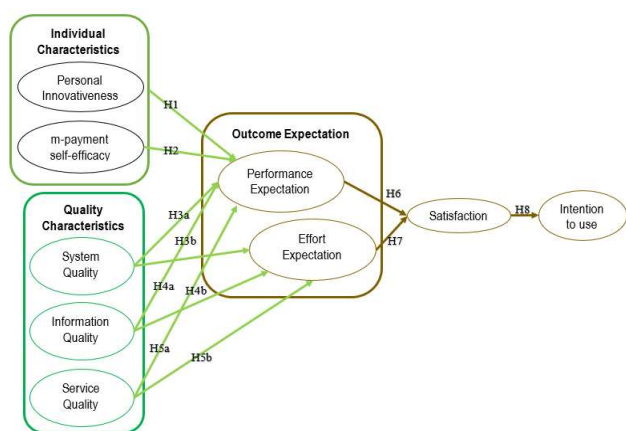 Individual
Characteristics
Personal
Innovativeness
m-payment
self-efficacy
H1
H2
Outcome Expectation
Performance
Expectation
Effort
Expectation
Quality
Characteristics
System
Quality
Information
Quality
Service
Quality
H3a
H3b
H4a
H4b
H5a
H5b
H6
H7
Satisfaction
H8
Intention
to use